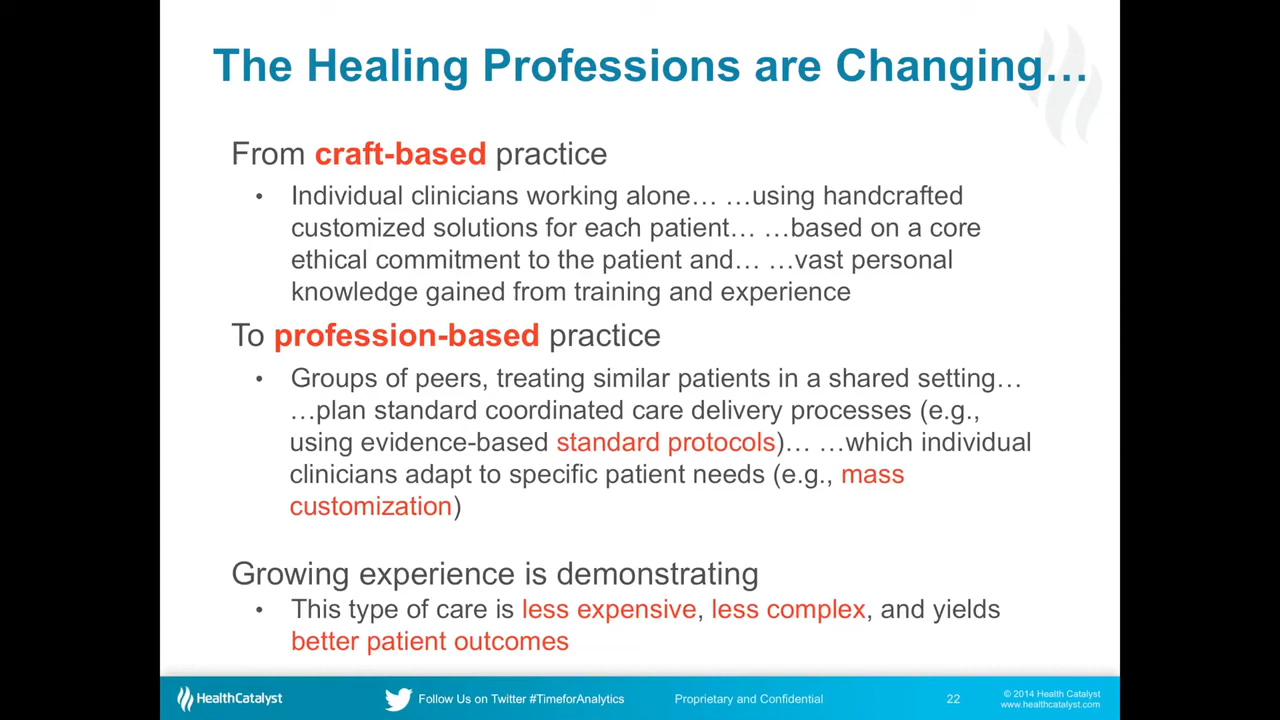 The Healing Professions are Changing…
From craft-based practice
• Individual clinicians working alone… …using handcrafted
customized solutions for each patient… …based on a core
ethical commitment to the patient and… …vast personal
knowledge gained from training and experience
To profession-based practice
• Groups of peers, treating similar patients in a shared setting…
…plan standard coordinated care delivery processes (e.g.,
using evidence-based standard protocols)… …which individual
clinicians adapt to specific patient needs (e.g., mass
customization)
Growing experience is demonstrating
• This type of care is less expensive, less complex, and yields
better patient outcomes
HealthCatalyst
Follow Us on Twitter #TimeforAnalytics
Proprietary and Confidential
22
© 2014 Health Catalyst
www.healthcatalyst.com